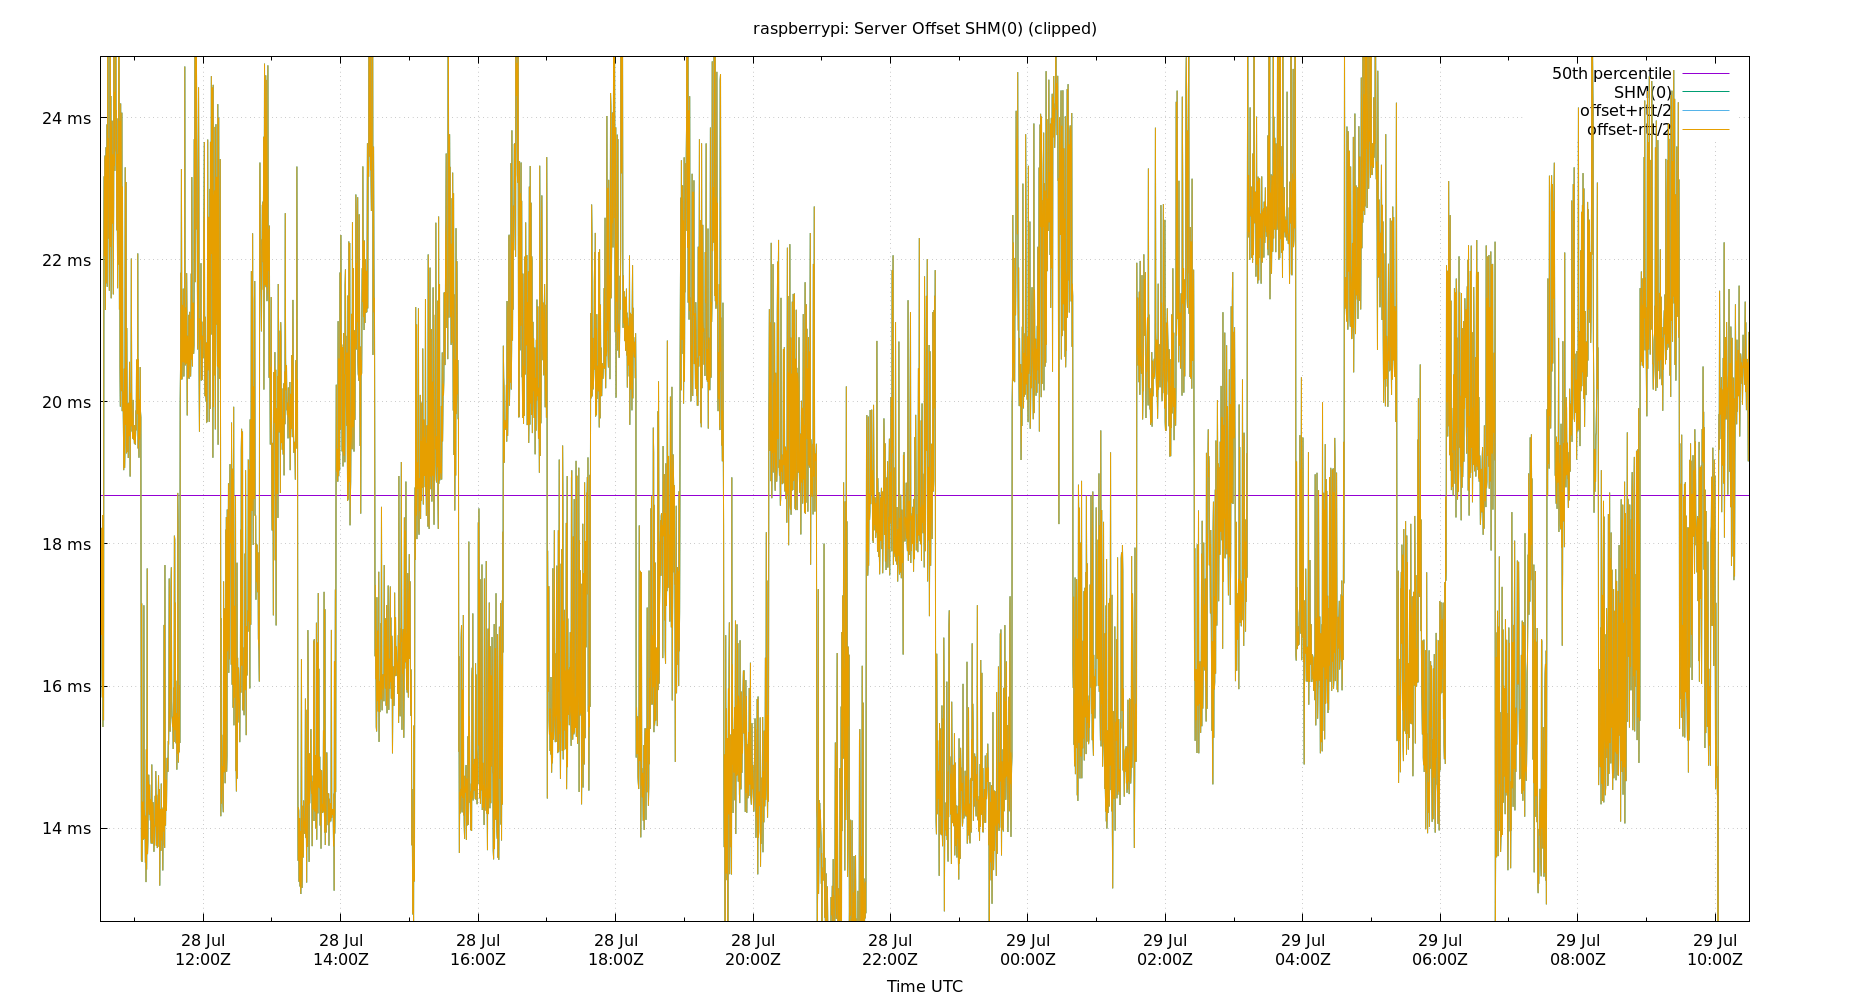 raspberrypi: Server Offset SHM(0) (clipped)
50th percentile
SHM(0)
offset+rtt/2
offset-rtt/2
24 ms
22 ms
20 ms
18 ms
16 ms
14 ms
28 Jul 28 Jul 28 Jul 28 Jul 28 Jul 28 Jul 29 Jul 29 Jul 29 Jul 29 Jul 29 Jul 29 Jul
12:00Z 14:00Z 16:00Z 18:00Z 20:00Z 22:00Z 00:00Z 02:00Z 04:00Z 06:00Z 08:00Z 10:00Z
Time UTC